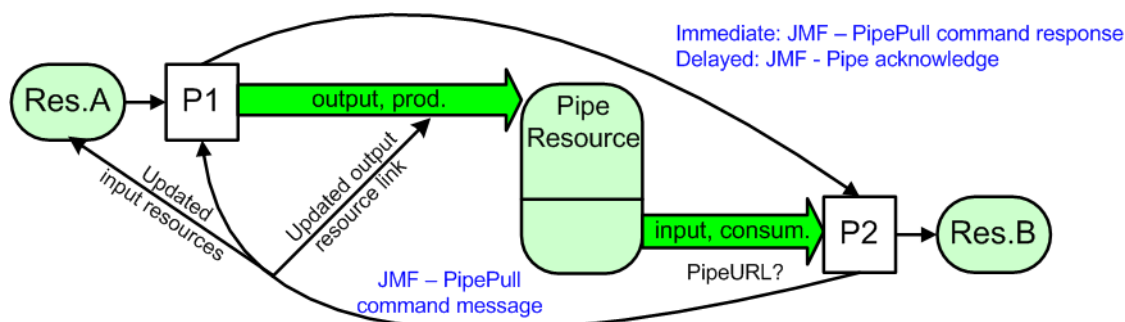 Immediate: JMF – PipePull command response
Delayed: JMF - Pipe acknowledge
Res.A
P1
output, prod.
Pipe
Resource
Updated
input resources
Updated output
resource link
input, consum.
P2
Res.B
PipeURL?
JMF – PipePull
command message